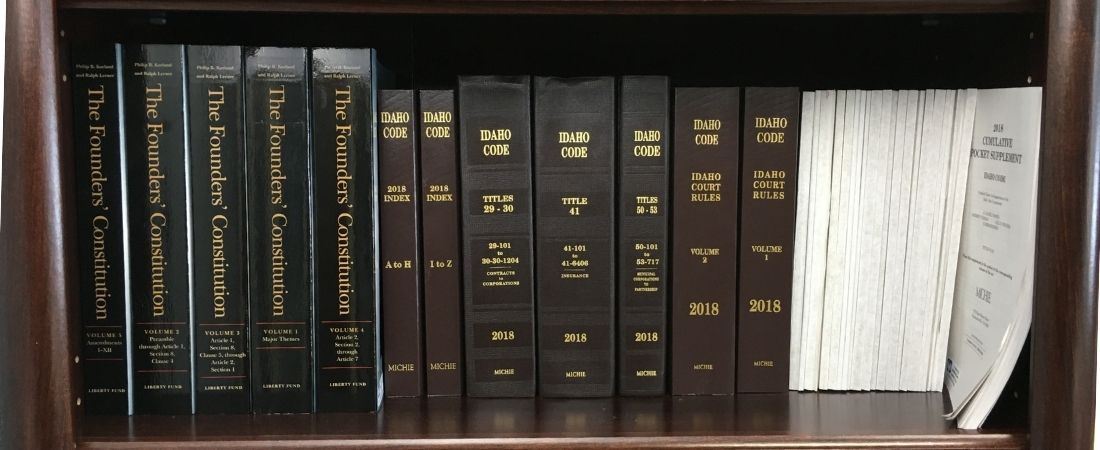 Philip B. Kurland
and Ralph Lerner
The Founders' Constitution
VOLUME 5
Amendments
I-XII
LIBERTY FUND
Philip B. Kurland
and Ralph Lerner
The Founders' Constitution
VOLUME 2
Preamble
through Article 1,
Section 8,
Clause 4
LIBERTY FUND
Philip B. Kurland
and Ralph Lerner
The Founders' Constitution
VOLUME 3
Article 1,
Section 8,
Clause 5, through
Article 2,
Section 1
LIBERTY FUND
Philip B. Kurland
and Ralph Lerner
The Founders' Constitution
VOLUME 1
Major Themes
LIBERTY FUND
Philip B. Kurland
and Ralph Lerner
The Founders' Constitution
VOLUME 4
Article 2,
Section 2,
through
Article 7
LIBERTY FUND
IDAHO
CODE
2018
INDEX
A to H
MICHIE
IDAHO
CODE
2018
INDEX
I to Z
MICHIE
IDAHO
CODE
TITLES
29 - 30
29-101
to
30-30-1204
CONTRACTS
to
CORPORATIONS
2018
MICHIE
IDAHO
CODE
TITLE
41
41-101
to
41-6406
INSURANCE
2018
MICHIE
IDAHO
CODE
TITLES
50 - 53
50-101
to
53-717
MUNICIPAL
CORPORATIONS
TO
PARTNERSHIP
2018
MICHIE
IDAHO
CODE
IDAHO
COURT
RULES
VOLUME
2
2018
MICHIE
IDAHO
CODE
IDAHO
COURT
RULES
VOLUME
1
2018
MICHIE
2018
CUMULATIVE
POCKET SUPPLEMENT
IDAHO CODE
MICHIE